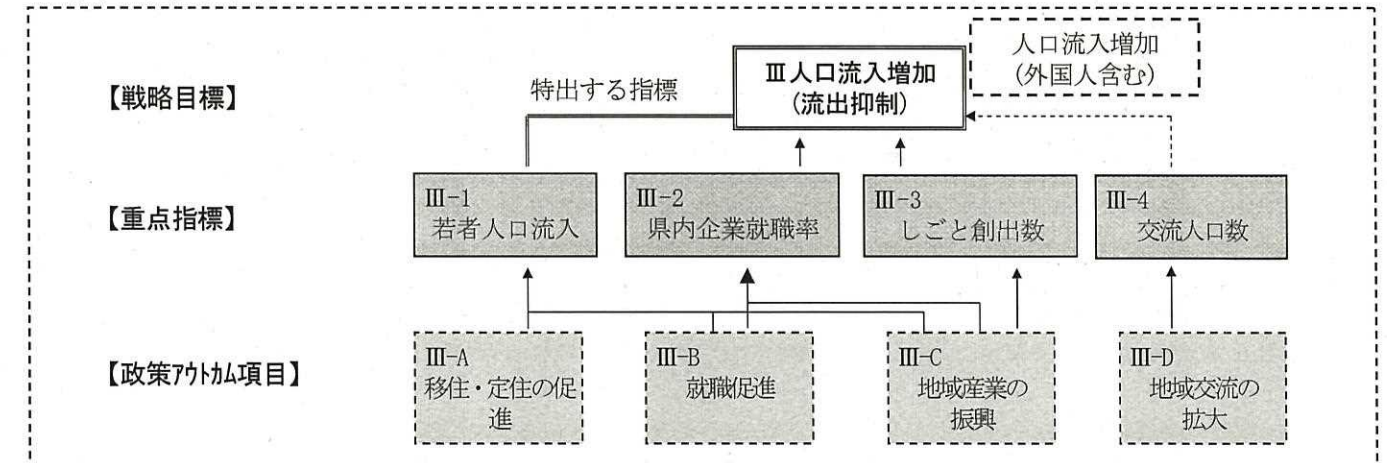 人口流入増加
(外国人含む)
Ⅲ人口流入増加
(流出抑制)
【戦略目標】
特出する指標
【重点指標】
Ⅲ-1
若者人口流入
Ⅲ-2
県内企業就職率
Ⅲ-3
しごと創出数
Ⅲ-4
交流人口数
【政策アウトカム項目】
Ⅲ-A
移住・定住の促
進
Ⅲ-B
就職促進
Ⅲ-C
地域産業の
振興
Ⅲ-D
地域交流の
拡大